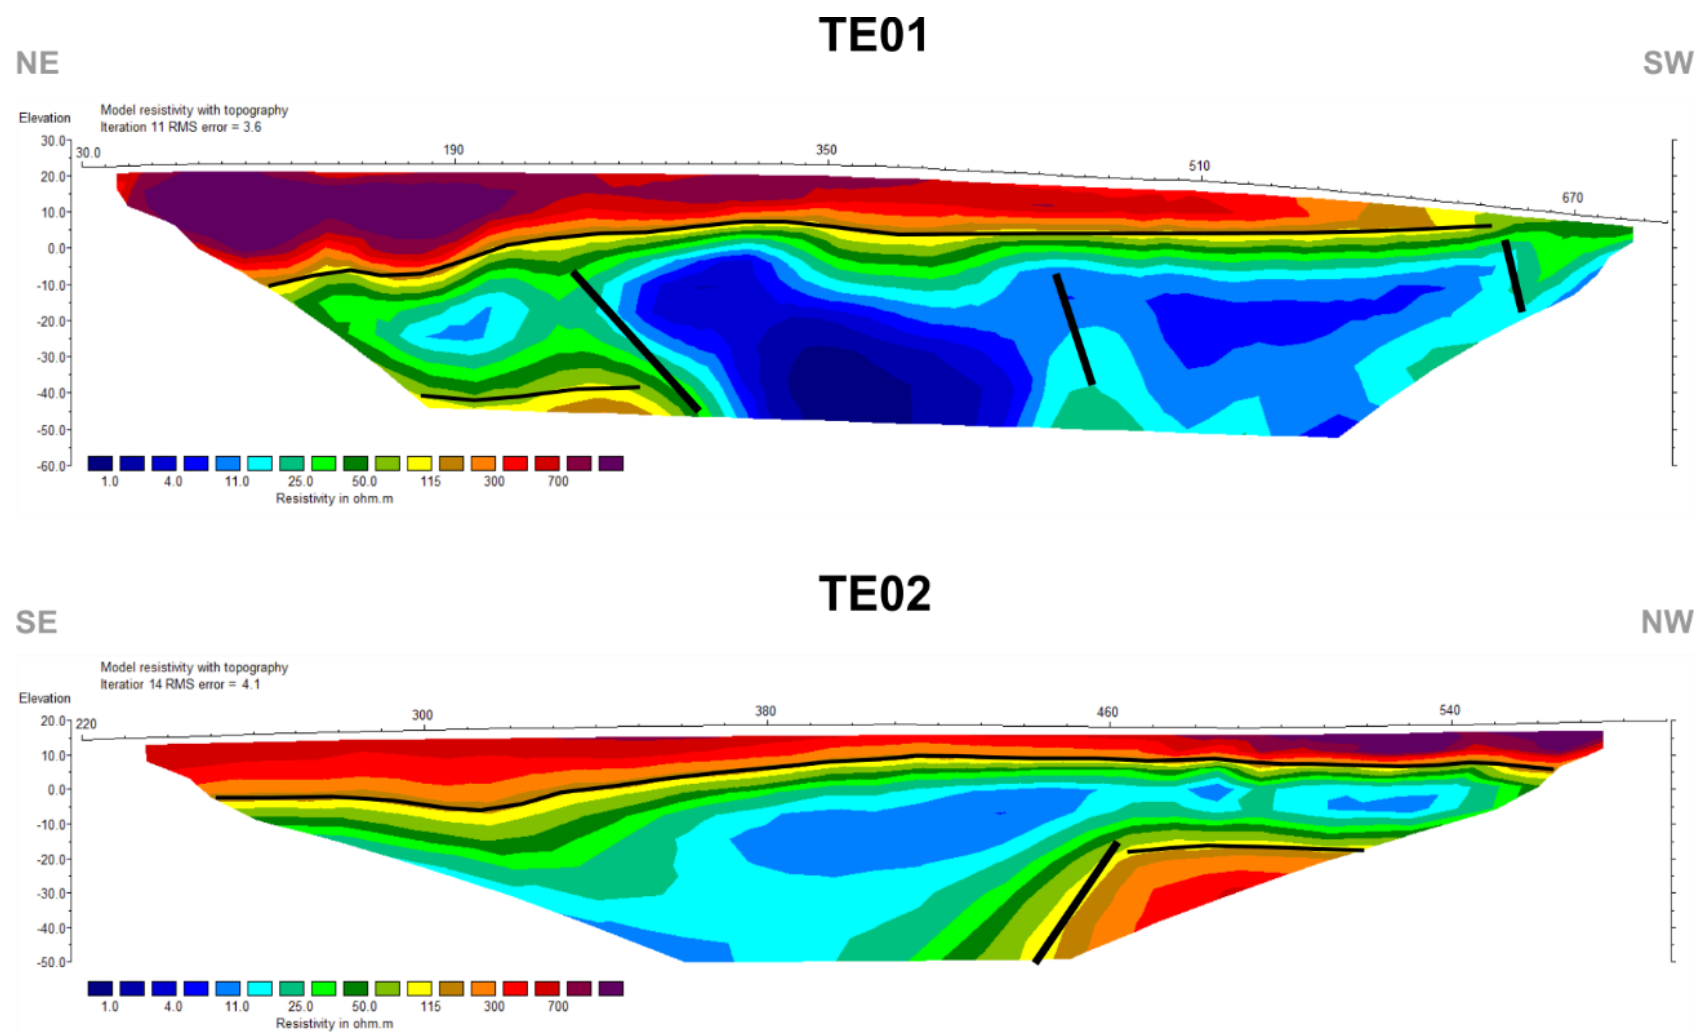 TE01
NE
SW
Model resistivity with topography
Iteration 11 RMS error = 3.6
Elevation
30.0
30.0
190
350
510
670
20.0
10.0
0.0
-10.0
-20.0
-30.0
-40.0
-50.0
-60.0
1.0 4.0 11.0 25.0 50.0 115 300 700
Resistivity in ohm.m
TE02
SE
NW
Model resistivity with topography
Iteratior 14 RMS error = 4.1
Elevation
20.0
220
300
380
460
540
10.0
0.0
-10.0
-20.0
-30.0
-40.0
-50.0
1.0 4.0 11.0 25.0 50.0 115 300 700
Resistivity in ohm.m